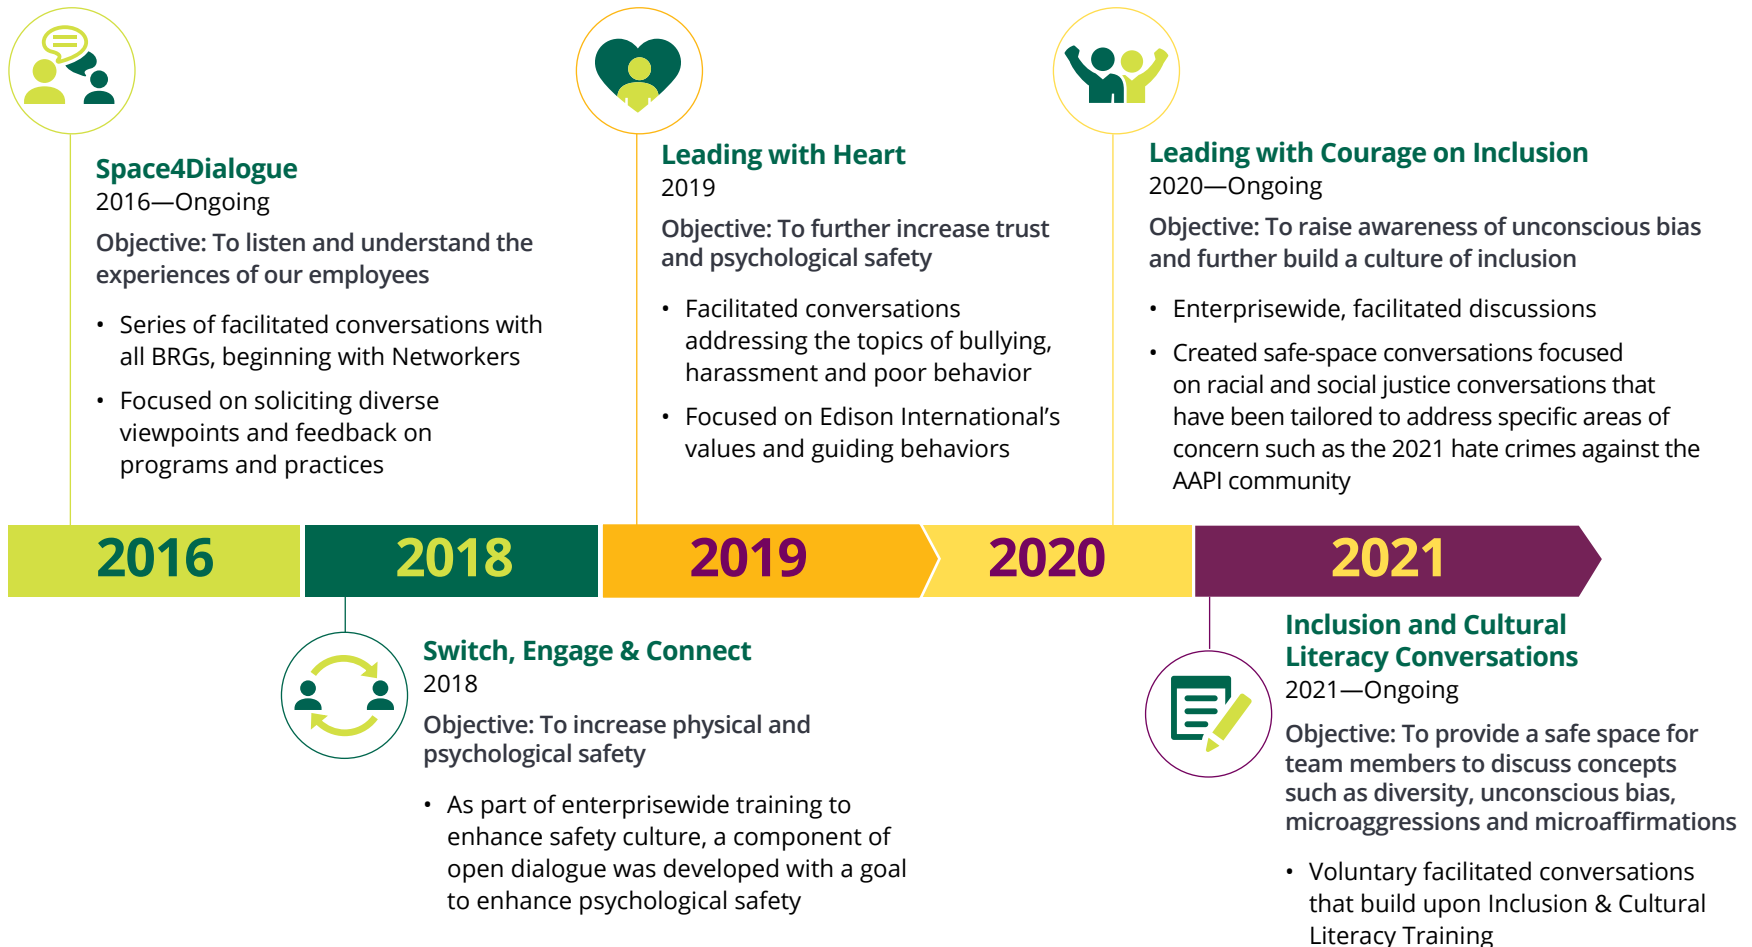 Space4Dialogue
2016—Ongoing
Objective: To listen and understand the
experiences of our employees
• Series of facilitated conversations with
all BRGs, beginning with Networkers
• Focused on soliciting diverse
viewpoints and feedback on
programs and practices
Leading with Heart
2019
Objective: To further increase trust
and psychological safety
• Facilitated conversations
addressing the topics of bullying,
harassment and poor behavior
• Focused on Edison International’s
values and guiding behaviors
Leading with Courage on Inclusion
2020—Ongoing
Objective: To raise awareness of unconscious bias
and further build a culture of inclusion
• Enterprisewide, facilitated discussions
• Created safe-space conversations focused
on racial and social justice conversations that
have been tailored to address specific areas of
concern such as the 2021 hate crimes against the
AAPI community
2016
2018
2019
2020
2021
Switch, Engage & Connect
2018
Objective: To increase physical and
psychological safety
• As part of enterprisewide training to
enhance safety culture, a component of
open dialogue was developed with a goal
to enhance psychological safety
Inclusion and Cultural
Literacy Conversations
2021—Ongoing
Objective: To provide a safe space for
team members to discuss concepts
such as diversity, unconscious bias,
microaggressions and microaffirmations
• Voluntary facilitated conversations
that build upon Inclusion & Cultural
Literacy Training